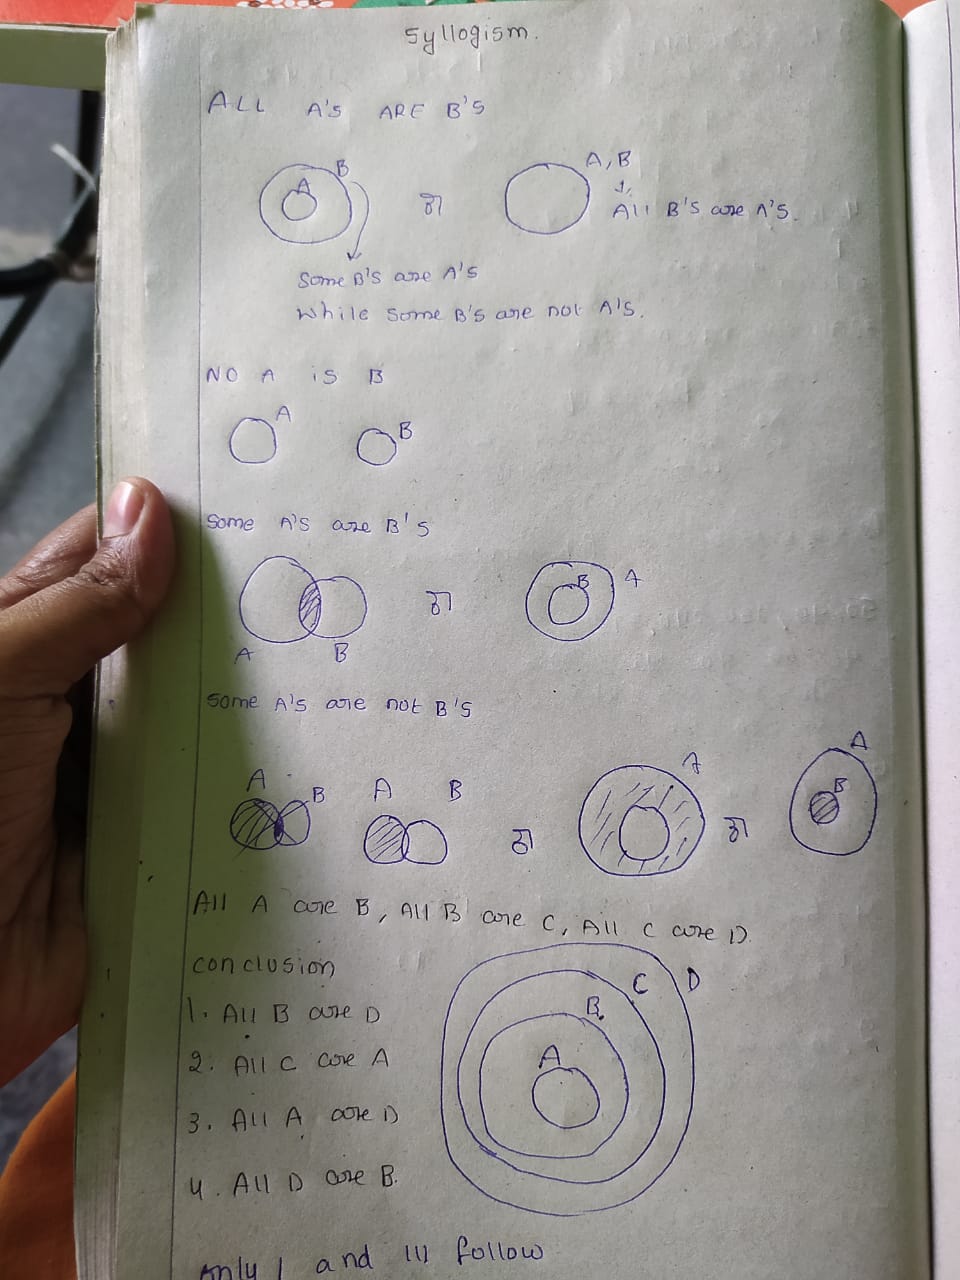 Syllogism.
ALL A'S ARE B'S
B
A
या
A, B
All B'S are A'S.
Some B'S are A'S
While some B's are not A's.
NO A is B
A
B
Some A's are B's
या
B
A
A
B
Some A's are not B's
A
B
A
B
या
A
या
A
B
All A are B, All B are C, All C are D.
Conclusion
1. All B are D
2. All C are A
3. All A are D
4. All D are B.
A
B.
C
D
Only I and III follow